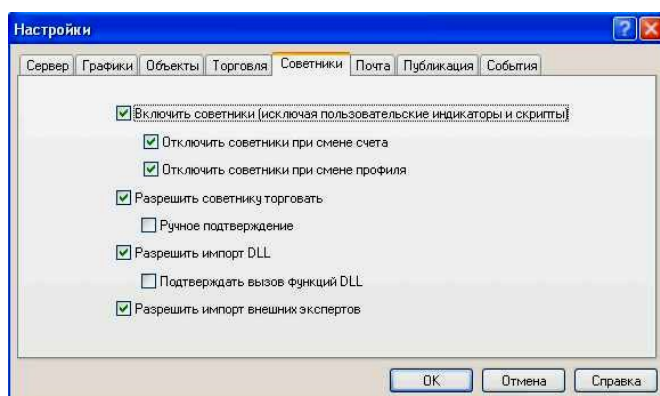 Настройки
Сервер Графики Объекты Торговля Советники Почта Публикация События
Включить советники (исключая пользовательские индикаторы и скрипты)
Отключить советники при смене счета
Отключить советники при смене профиля
Разрешить советнику торговать
Ручное подтверждение
Разрешить импорт DLL
Подтверждать вызов функций DLL
Разрешить импорт внешних экспертов
OK Отмена Справка